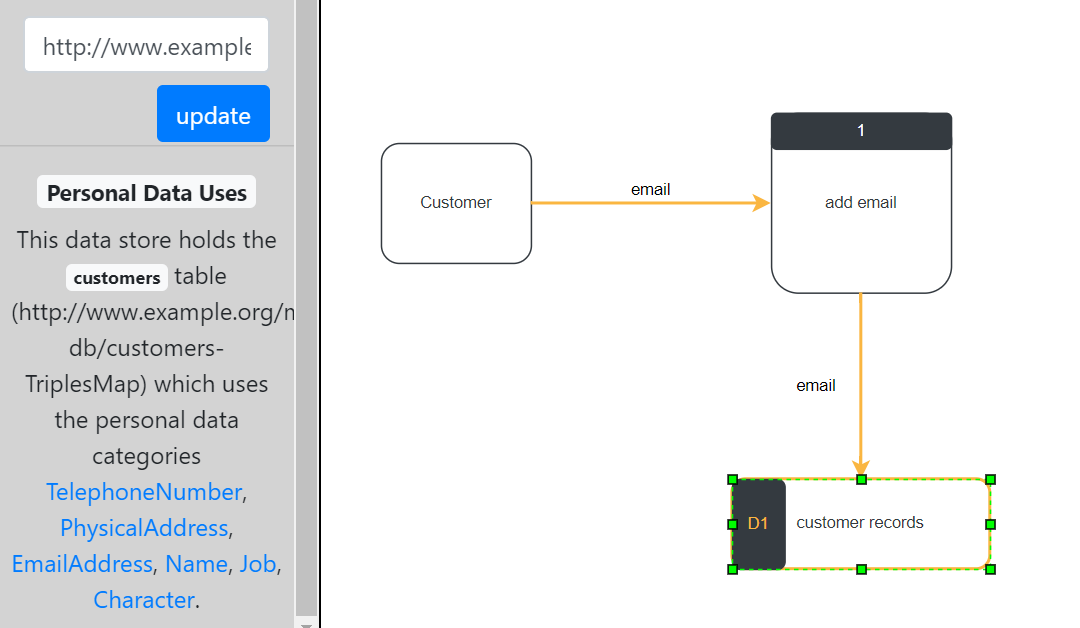 http://www.example
update
Personal Data Uses
This data store holds the
customers table
(http://www.example.org/m
db/customers-
TriplesMap) which uses
the personal data
categories
TelephoneNumber,
PhysicalAddress,
EmailAddress, Name, Job,
Character.
Customer
email
1
add email
email
D1 customer records